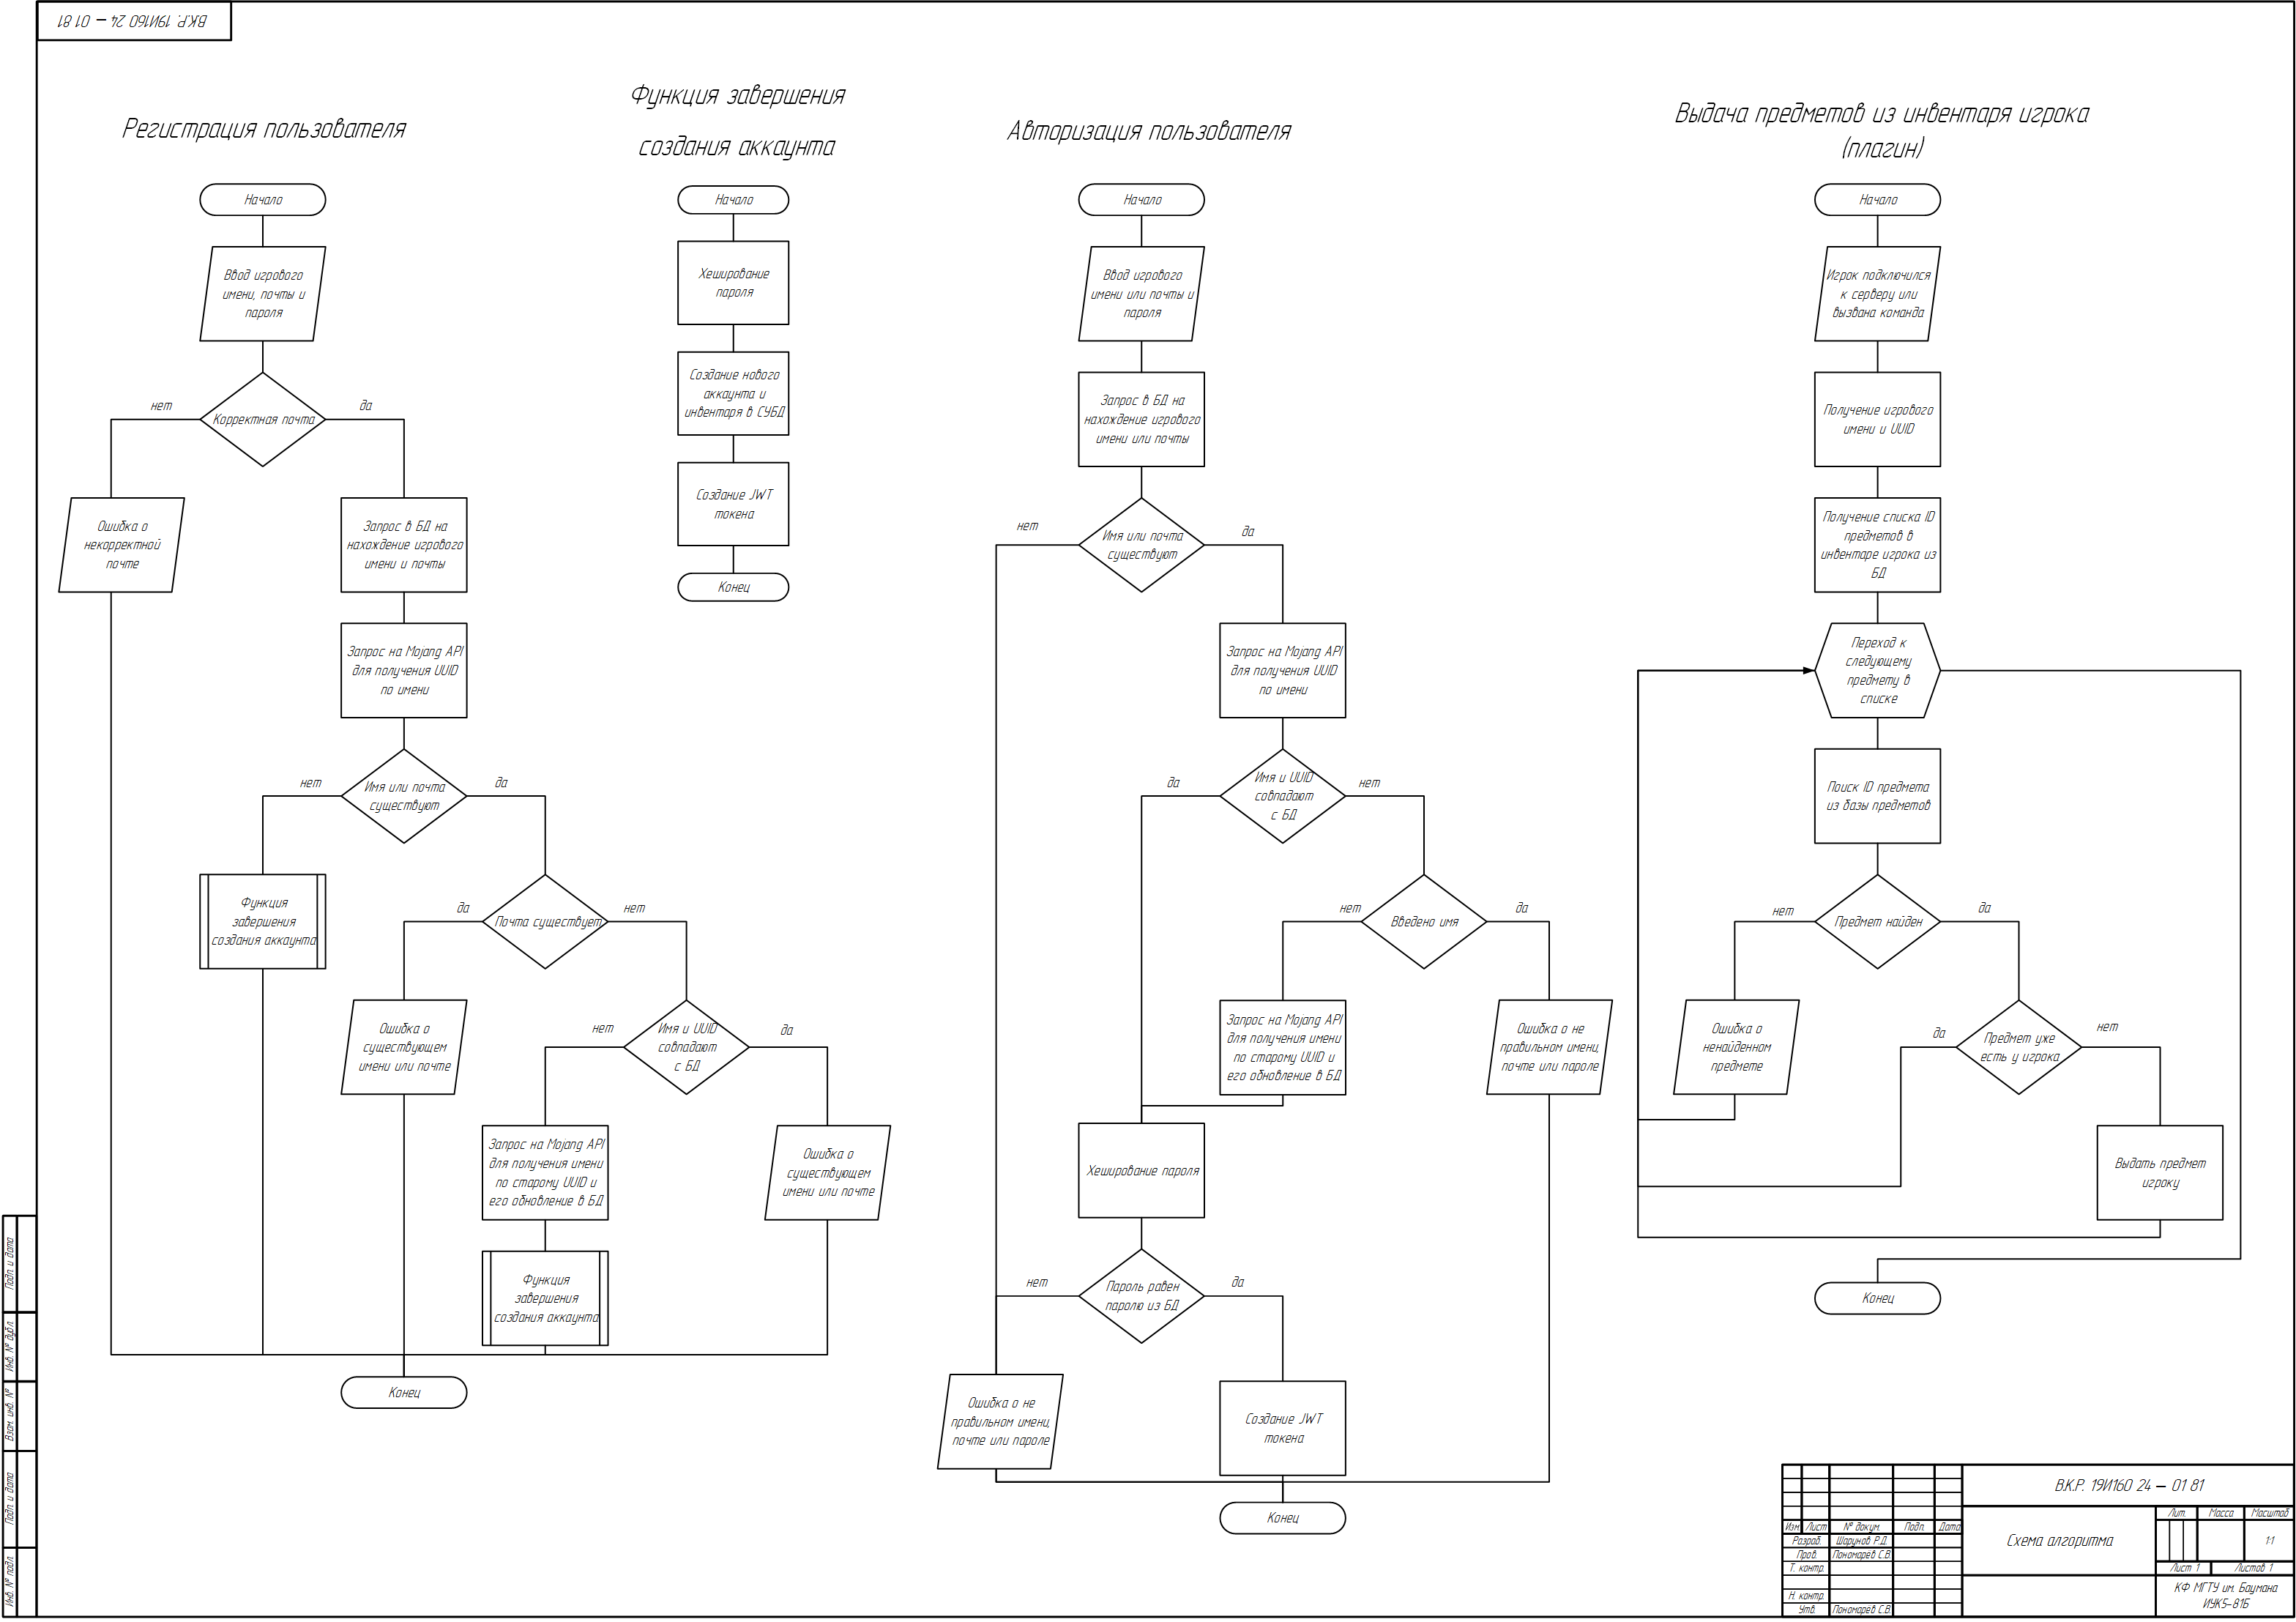 В.К.Р. 19И160 24 – 01 81
Регистрация пользователя
Начало
Ввод игрового
имени, почты и
пароля
Корректная почта
нет
да
Ошибка о
некорректной
почте
Запрос в БД на
нахождение игрового
имени и почты
Запрос на Mojang API
для получения UUID
по имени
Имя или почта
существуют
нет
да
Функция
завершения
создания аккаунта
Почта существует
да
нет
Ошибка о
существующем
имени или почте
Имя и UUID
совпадают
с БД
нет
да
Запрос на Mojang API
для получения имени
по старому UUID и
его обновление в БД
Ошибка о
существующем
имени или почте
Функция
завершения
создания аккаунта
Конец
Функция завершения
создания аккаунта
Начало
Хеширование
пароля
Создание нового
аккаунта и
инвентаря в СУБД
Создание JWT
токена
Конец
Авторизация пользователя
Начало
Ввод игрового
имени или почты и
пароля
Запрос в БД на
нахождение игрового
имени или почты
Имя или почта
существуют
нет
да
Запрос на Mojang API
для получения UUID
по имени
Имя и UUID
совпадают
с БД
да
нет
Введено имя
нет
да
Запрос на Mojang API
для получения имени
по старому UUID и
его обновление в БД
Ошибка о не
правильном имени,
почте или пароле
Хеширование пароля
Пароль равен
паролю из БД
нет
да
Ошибка о не
правильном имени,
почте или пароле
Создание JWT
токена
Конец
Выдача предметов из инвентаря игрока
(плагин)
Начало
Игрок подключился
к серверу или
вызвана команда
Получение игрового
имени и UUID
Получение списка ID
предметов в
инвентаре игрока из
БД
Переход к
следующему
предмету в
списке
Поиск ID предмета
из базы предметов
Предмет найден
нет
да
Ошибка о
ненайденном
предмете
Предмет уже
есть у игрока
да
нет
Выдать предмет
игроку
Конец
Подп. и дата
Инв. № дубл.
Взам. инв. №
Подп. и дата
Инв. № подл.
В.К.Р. 19И160 24 – 01 81
Изм. Лист № докум. Подп. Дата
Разраб. Шарунов Р.Д.
Пров. Пономарёв С.В.
Т. контр.
Н. контр.
Утв. Пономарёв С.В.
Схема алгоритма
Лит. Масса Масштаб
1:1
Лист 1 Листов 1
КФ МГТУ им. Баумана
ИУК5-81Б